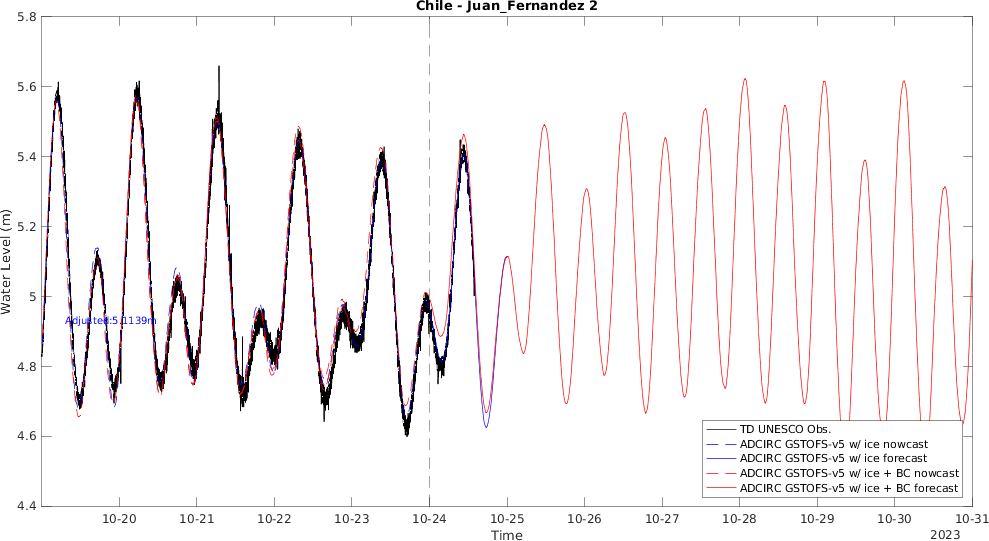 Chile - Juan_Fernandez 2
5.8
5.6
5.4
5.2
5
4.8
4.6
4.4
Water Level (m)
Adjusted:5.1139m
TD UNESCO Obs.
ADCIRC GSTOFS-v5 w/ ice nowcast
ADCIRC GSTOFS-v5 w/ ice forecast
ADCIRC GSTOFS-v5 w/ ice + BC nowcast
ADCIRC GSTOFS-v5 w/ ice + BC forecast
10-20 10-21 10-22 10-23 10-24 10-25 10-26 10-27 10-28 10-29 10-30 10-31
Time
2023